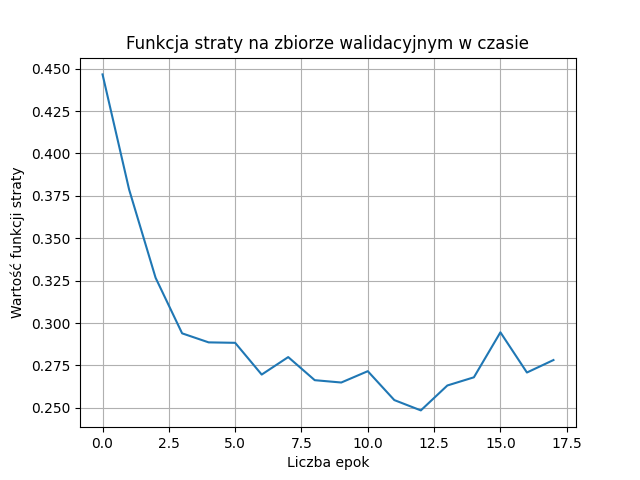 Funkcja straty na zbiorze walidacyjnym w czasie
Wartość funkcji straty
0.450
0.425
0.400
0.375
0.350
0.325
0.300
0.275
0.250
0.0 2.5 5.0 7.5 10.0 12.5 15.0 17.5
Liczba epok